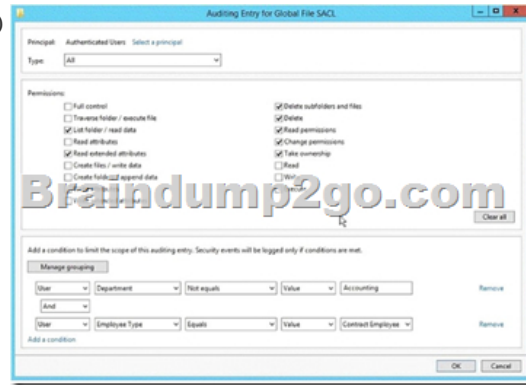 )
Auditing Entry for Global File SACL
Principal: Authenticated Users Select a principal
Type: All
Permissions:
Full control
Traverse folder / execute file
List folder / read data
Read attributes
Read extended attributes
Create files / write data
Create folders / append data
Delete subfolders and files
Delete
Read permissions
Change permissions
Take ownership
Read
Braindump2go.com
Clear all
Add a condition to limit the scope of this auditing entry. Security events will be logged only if conditions are met.
Manage grouping
User Department Not equals Value Accounting Remove
And
User Employee Type Equals Value Contract Employee Remove
Add a condition
OK Cancel